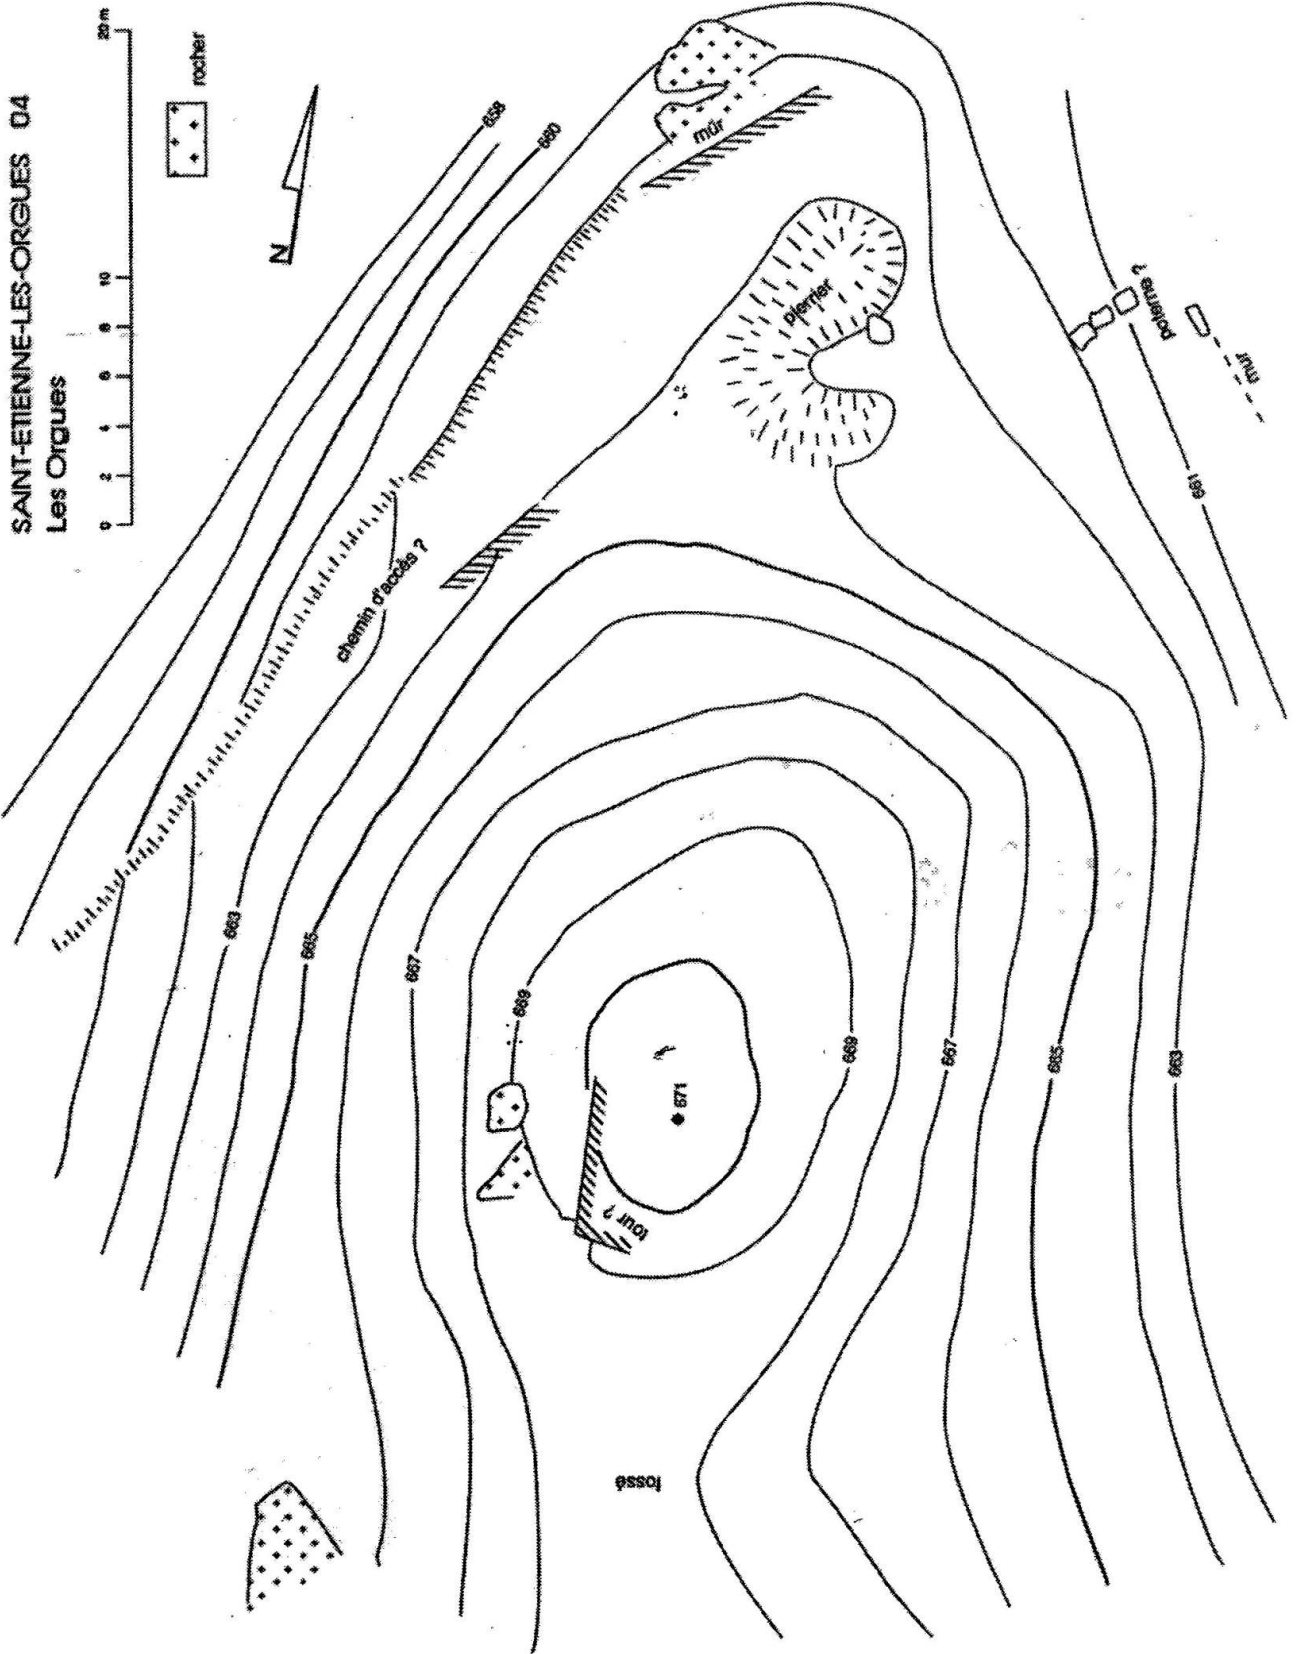 SAINT-ETIENNE-LES-ORGUES 04
Les Orgues
0 2 4 6 8 10 20 m
rocher
N
658
660
mûr
pierrier
poterne ?
mur
661
chemin d'accès ?
663
665
667
669
671
tour ?
669
667
665
663
fossé